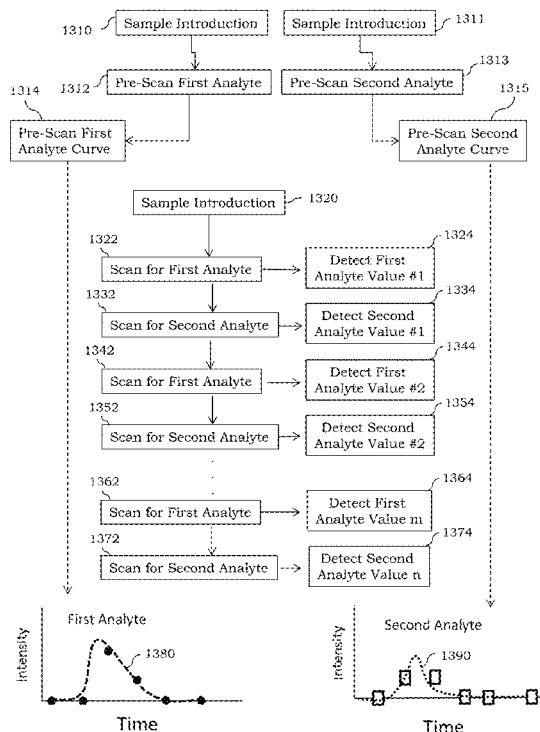 1310
Sample Introduction
Sample Introduction
1311
1314
1312
Pre-Scan First Analyte
Pre-Scan Second Analyte
1313
1315
Pre-Scan First
Analyte Curve
Pre-Scan Second
Analyte Curve
Sample Introduction
1320
1322
Scan for First Analyte
1324
Detect First
Analyte Value #1
1332
Scan for Second Analyte
1334
Detect Second
Analyte Value #1
1342
Scan for First Analyte
1344
Detect First
Analyte Value #2
1352
Scan for Second Analyte
1354
Detect Second
Analyte Value #2
1362
Scan for First Analyte
1364
Detect First
Analyte Value m
1372
Scan for Second Analyte
1374
Detect Second
Analyte Value n
Intensity
First Analyte
1380
Time
Intensity
Second Analyte
1390
Time